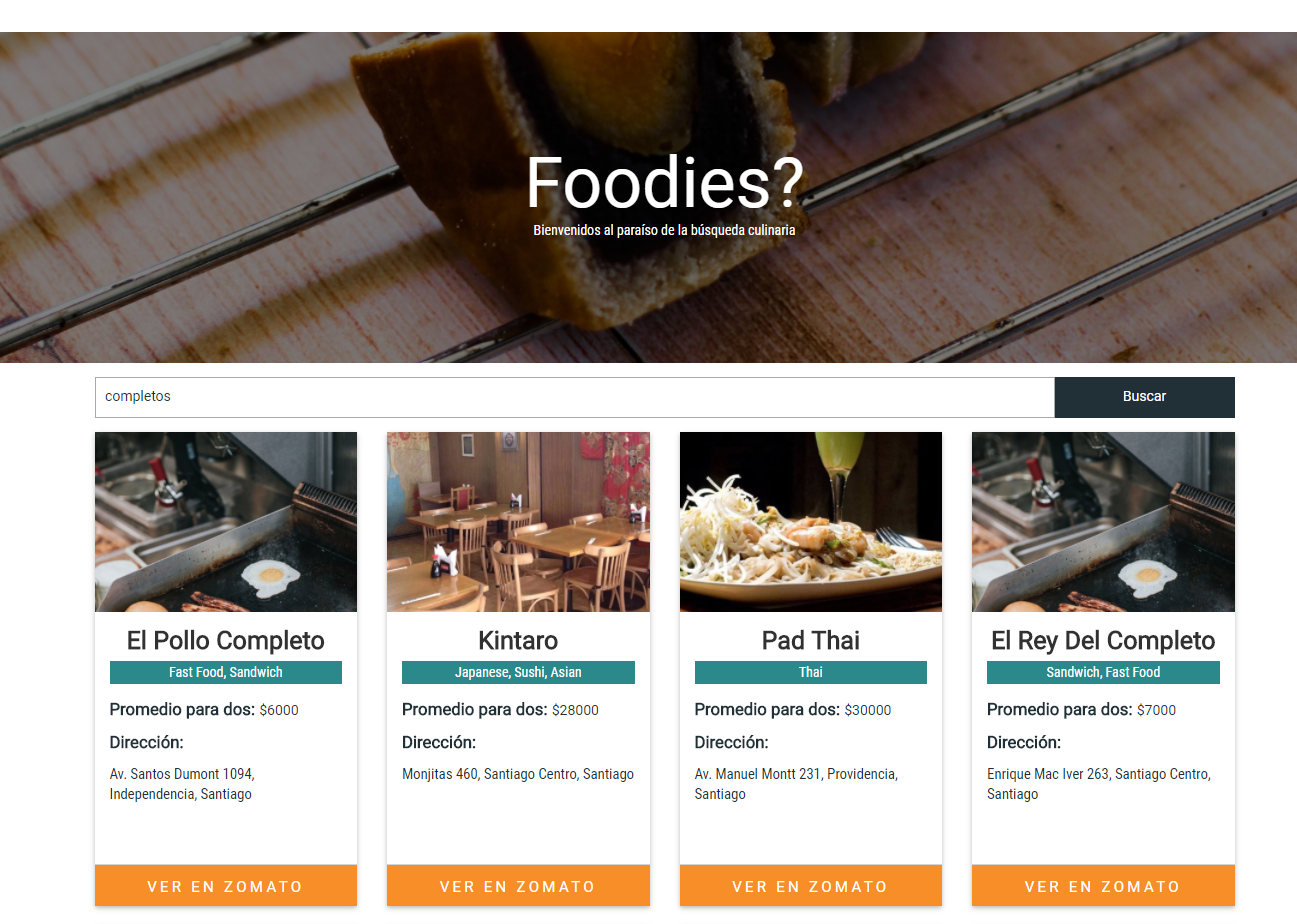 Foodies?
Bienvenidos al paraíso de la búsqueda culinaria
completos
Buscar
El Pollo Completo
Fast Food, Sandwich
Promedio para dos: $6000
Dirección:
Av. Santos Dumont 1094,
Independencia, Santiago
VER EN ZOMATO
Kintaro
Japanese, Sushi, Asian
Promedio para dos: $28000
Dirección:
Monjitas 460, Santiago Centro, Santiago
VER EN ZOMATO
Pad Thai
Thai
Promedio para dos: $30000
Dirección:
Av. Manuel Montt 231, Providencia,
Santiago
VER EN ZOMATO
El Rey Del Completo
Sandwich, Fast Food
Promedio para dos: $7000
Dirección:
Enrique Mac Iver 263, Santiago Centro,
Santiago
VER EN ZOMATO